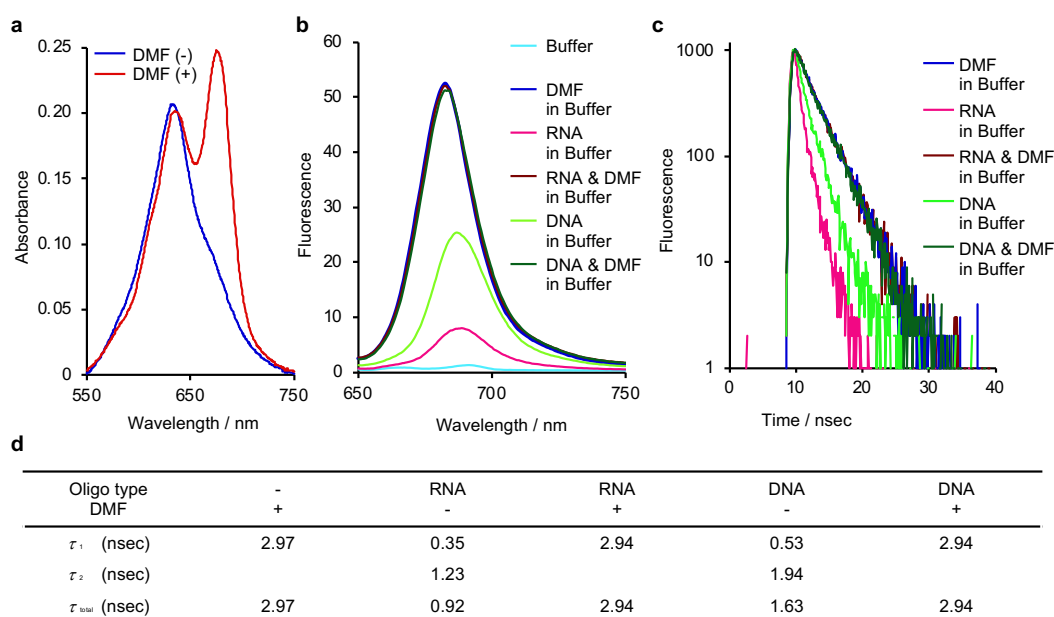 a
DMF (-)
DMF (+)
0.25
0.20
0.15
0.10
0.05
0
550
650
750
Absorbance
Wavelength / nm
b
60
50
40
30
20
10
0
650
700
750
Fluorescence
Wavelength / nm
Buffer
DMF
in Buffer
RNA
in Buffer
RNA & DMF
in Buffer
DNA
in Buffer
DNA & DMF
in Buffer
c
1000
100
10
1
0
10
20
30
40
Fluorescence
Time / nsec
DMF
in Buffer
RNA
in Buffer
RNA & DMF
in Buffer
DNA
in Buffer
DNA & DMF
in Buffer
d
Oligo type - RNA RNA DNA DNA
DMF + - + - +
τ 1 (nsec) 2.97 0.35 2.94 0.53 2.94
τ 2 (nsec) 1.23 1.94
τ total (nsec) 2.97 0.92 2.94 1.63 2.94